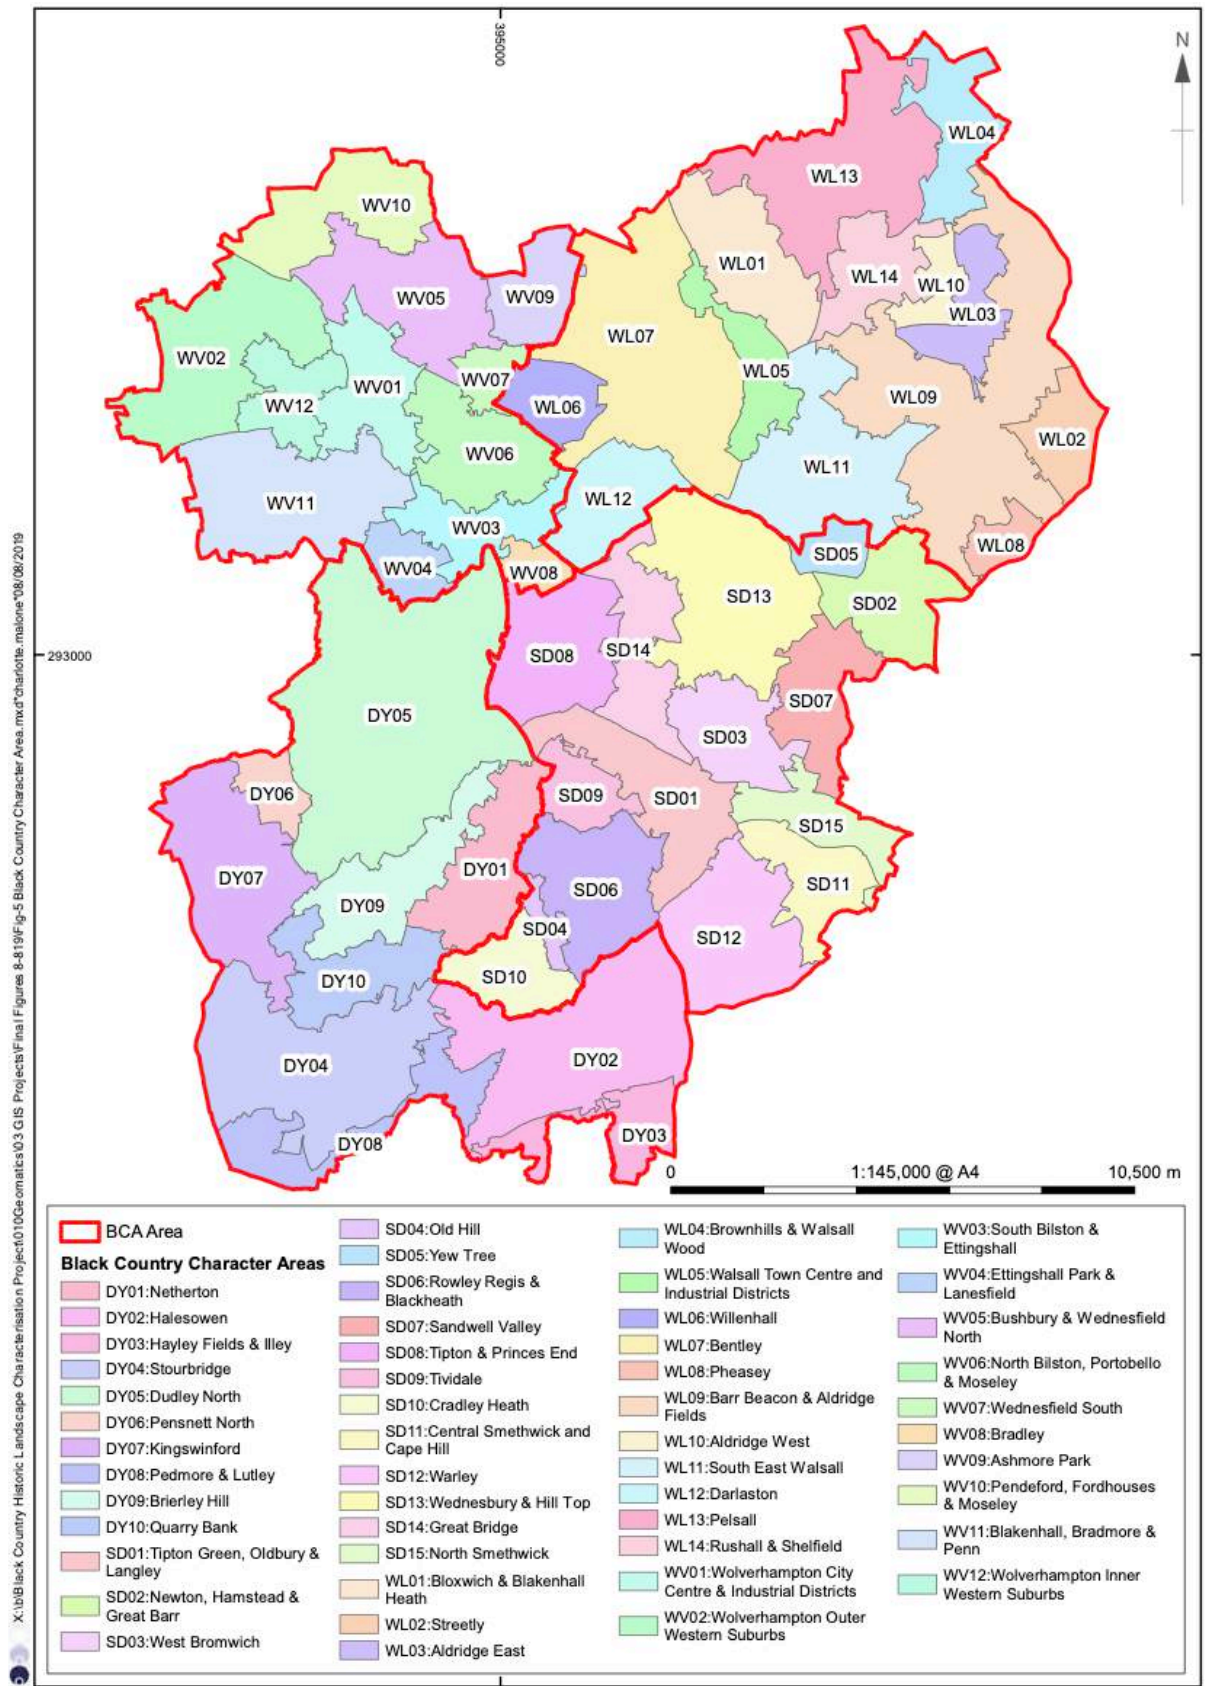 395000
N
WL04
WL13
WV10
WL01
WL14
WL10
WV05
WV09
WL03
WL07
WV02
WV01
WV07
WL05
WL06
WV12
WL09
WL02
WV06
WL11
WV11
WL12
WV03
WL08
SD05
WV04
WV08
SD13
SD02
293000
SD08
SD14
SD07
DY05
SD03
DY06
SD09
SD01
SD15
DY01
DY07
SD06
SD11
DY09
SD04
SD12
SD10
DY10
DY02
DY04
DY03
DY08
0 1:145,000 @ A4 10,500 m
BCA Area
Black Country Character Areas
DY01:Netherton
DY02:Halesowen
DY03:Hayley Fields & Illey
DY04:Stourbridge
DY05:Dudley North
DY06:Pensnett North
DY07:Kingswinford
DY08:Pedmore & Lutley
DY09:Brierley Hill
DY10:Quarry Bank
SD01:Tipton Green, Oldbury &
Langley
SD02:Newton, Hamstead &
Great Barr
SD03:West Bromwich
SD04:Old Hill
SD05:Yew Tree
SD06:Rowley Regis &
Blackheath
SD07:Sandwell Valley
SD08:Tipton & Princes End
SD09:Tividale
SD10:Cradley Heath
SD11:Central Smethwick and
Cape Hill
SD12:Warley
SD13:Wednesbury & Hill Top
SD14:Great Bridge
SD15:North Smethwick
WL01:Bloxwich & Blakenhall
Heath
WL02:Streetly
WL03:Aldridge East
WL04:Brownhills & Walsall
Wood
WL05:Walsall Town Centre and
Industrial Districts
WL06:Willenhall
WL07:Bentley
WL08:Pheasey
WL09:Barr Beacon & Aldridge
Fields
WL10:Aldridge West
WL11:South East Walsall
WL12:Darlaston
WL13:Pelsall
WL14:Rushall & Shelfield
WV01:Wolverhampton City
Centre & Industrial Districts
WV02:Wolverhampton Outer
Western Suburbs
WV03:South Bilston &
Ettingshall
WV04:Ettingshall Park &
Lanesfield
WV05:Bushbury & Wednesfield
North
WV06:North Bilston, Portobello
& Moseley
WV07:Wednesfield South
WV08:Bradley
WV09:Ashmore Park
WV10:Pendeford, Fordhouses
& Moseley
WV11:Blakenhall, Bradmore &
Penn
WV12:Wolverhampton Inner
Western Suburbs
X:\b\Black Country Historic Landscape Characterisation Project\010Geomatics\03 GIS Projects\Final Figures 8-819\Fig-5 Black Country Character Area.mxd*charlotte.malone*08/08/2019